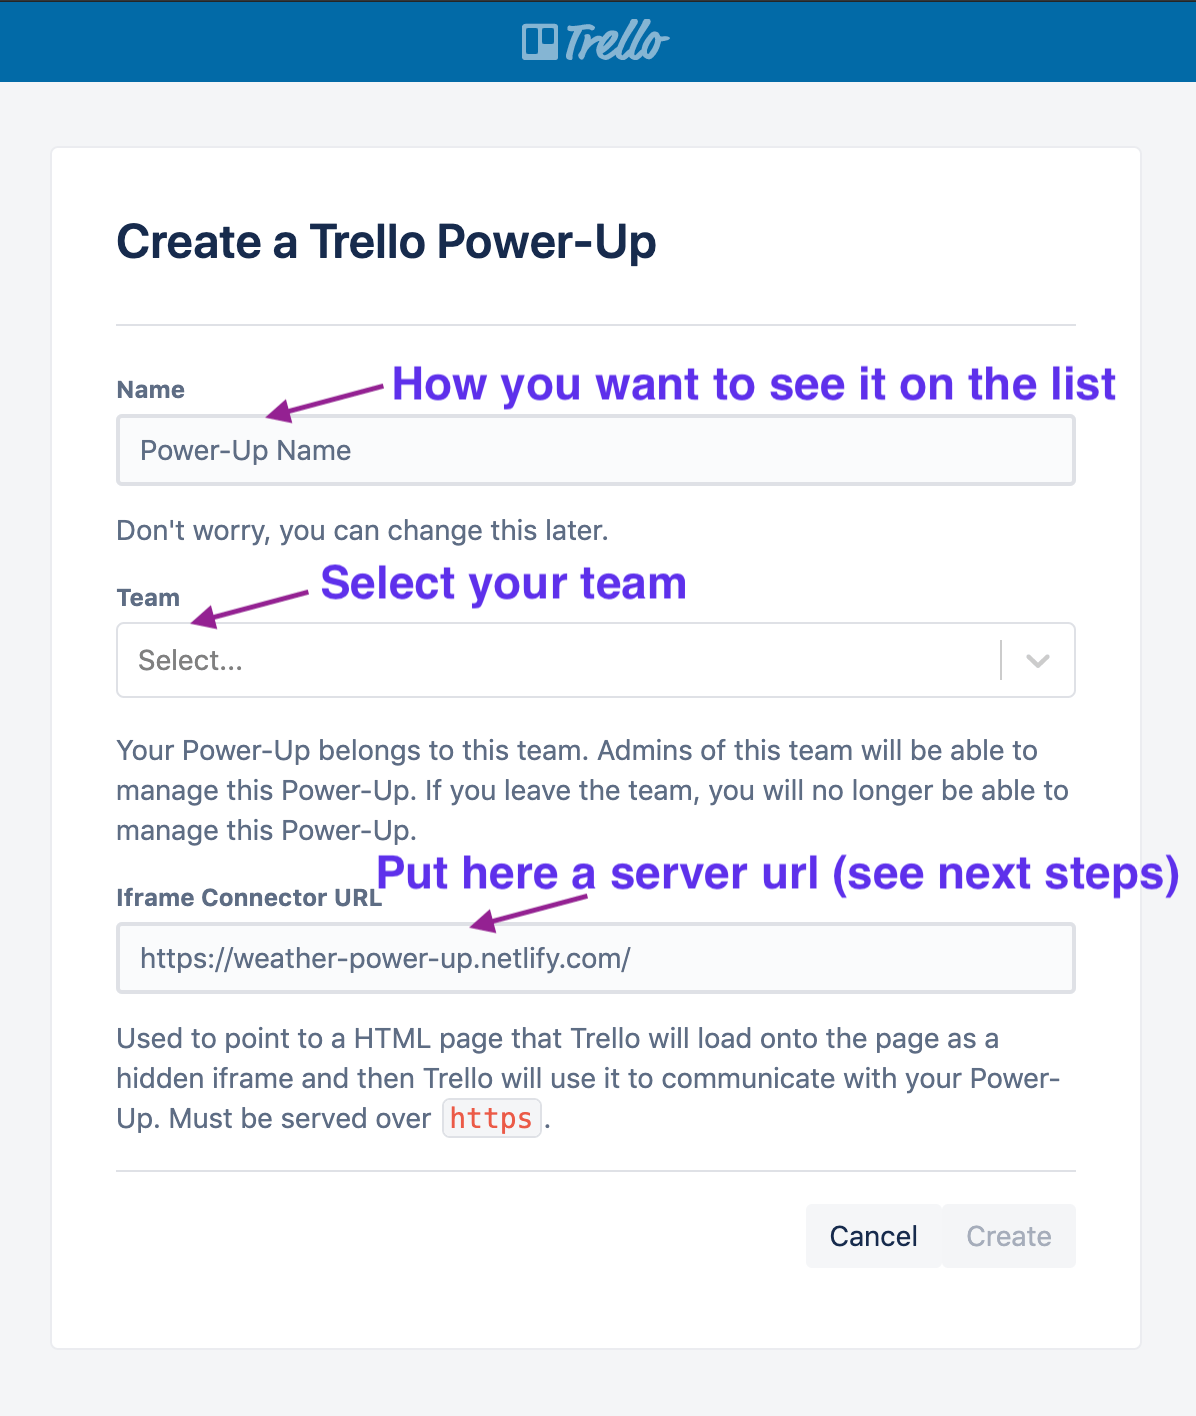 Trello
Create a Trello Power-Up
Name
How you want to see it on the list
Power-Up Name
Don't worry, you can change this later.
Team
Select your team
Select...
Your Power-Up belongs to this team. Admins of this team will be able to
manage this Power-Up. If you leave the team, you will no longer be able to
manage this Power-Up.
Put here a server url (see next steps)
Iframe Connector URL
https://weather-power-up.netlify.com/
Used to point to a HTML page that Trello will load onto the page as a
hidden iframe and then Trello will use it to communicate with your Power-
Up. Must be served over https.
Cancel
Create